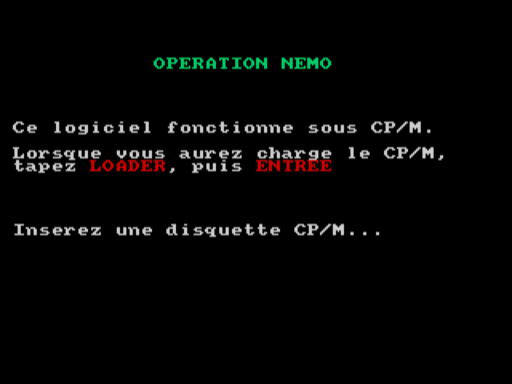 OPERATION NEMO
Ce logiciel fonctionne sous CP/M.
Lorsque vous aurez charge le CP/M,
tapez LOADER, puis ENTREE
Inserez une disquette CP/M...